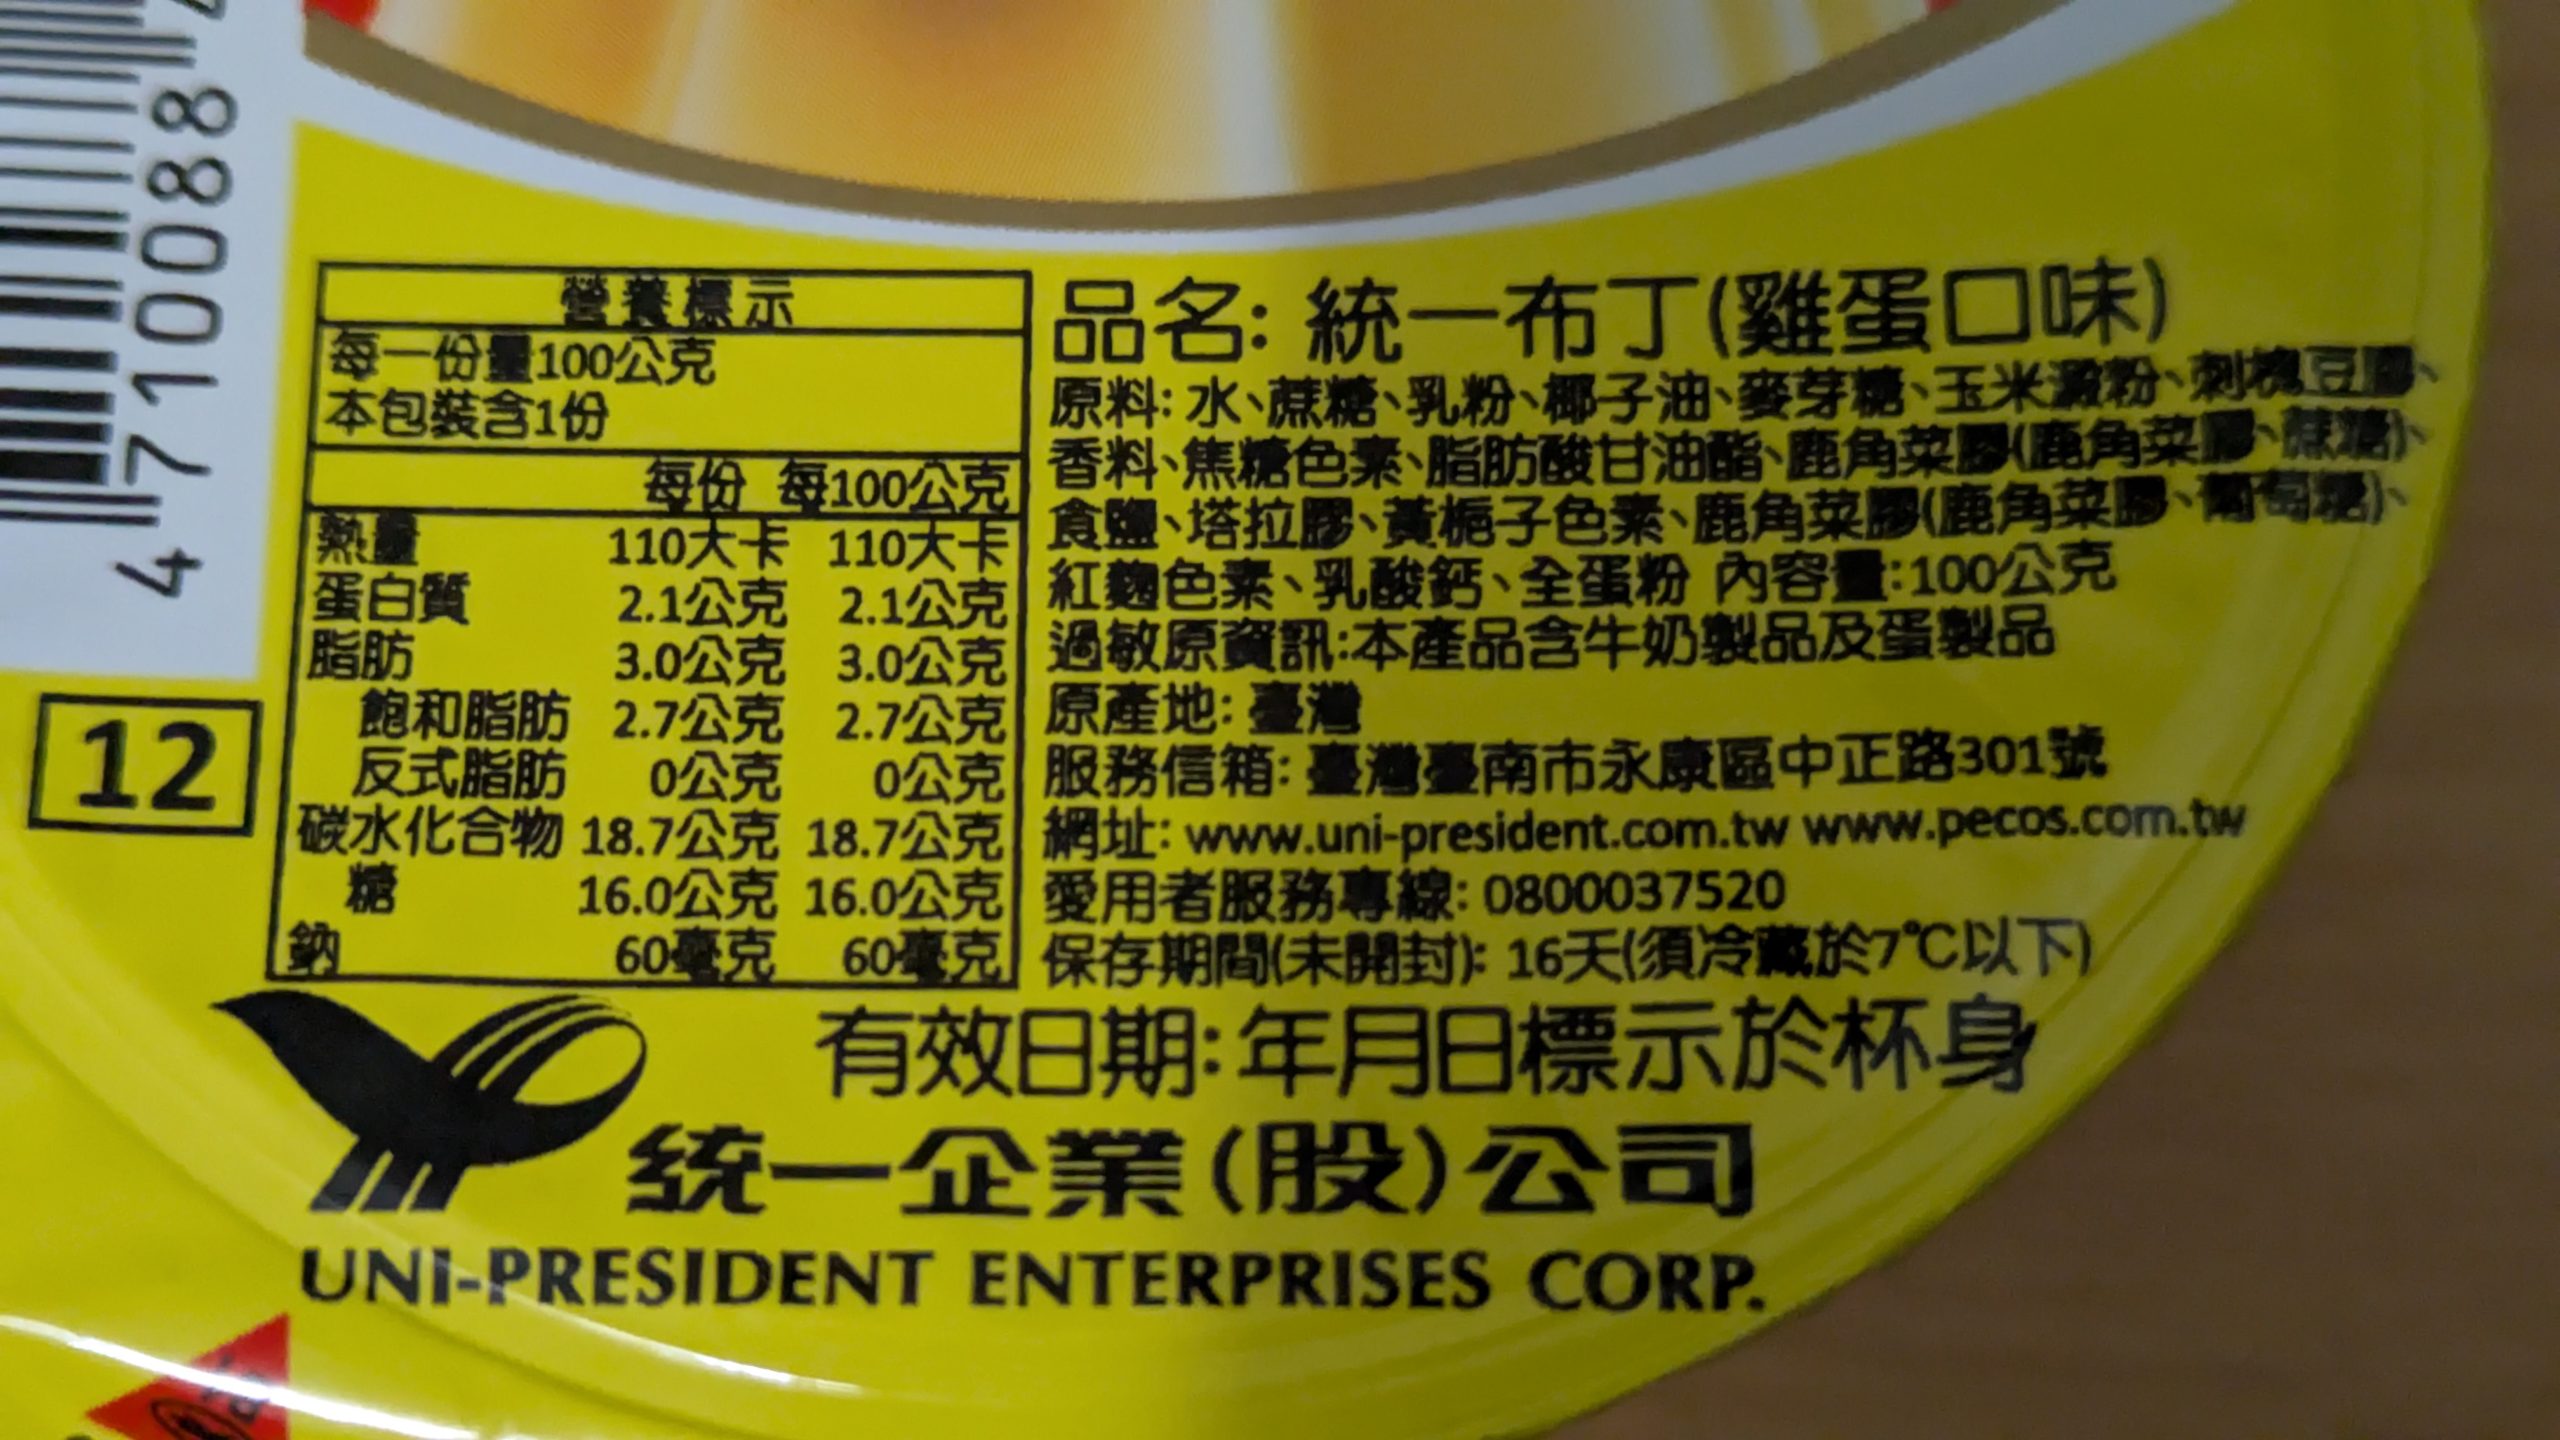 4710088
12
營養標示
每一份量100公克
本包裝含1份
每份 每100公克
熱量 110大卡 110大卡
蛋白質 2.1公克 2.1公克
脂肪 3.0公克 3.0公克
飽和脂肪 2.7公克 2.7公克
反式脂肪 0公克 0公克
碳水化合物 18.7公克 18.7公克
糖 16.0公克 16.0公克
鈉 60毫克 60毫克
品名: 統一布丁(雞蛋口味)
原料: 水、蔗糖、乳粉、椰子油、麥芽糖、玉米澱粉、刺槐豆膠、
香料、焦糖色素、脂肪酸甘油酯、鹿角菜膠(鹿角菜膠、蔗糖)、
食鹽、塔拉膠、黃梔子色素、鹿角菜膠(鹿角菜膠、葡萄糖)、
紅麴色素、乳酸鈣、全蛋粉 內容量:100公克
過敏原資訊:本產品含牛奶製品及蛋製品
原產地: 臺灣
服務信箱: 臺灣臺南市永康區中正路301號
網址: www.uni-president.com.tw www.pecos.com.tw
愛用者服務專線: 0800037520
保存期間(未開封): 16天(須冷藏於7℃以下)
有效日期:年月日標示於杯身
統一企業(股)公司
UNI-PRESIDENT ENTERPRISES CORP.